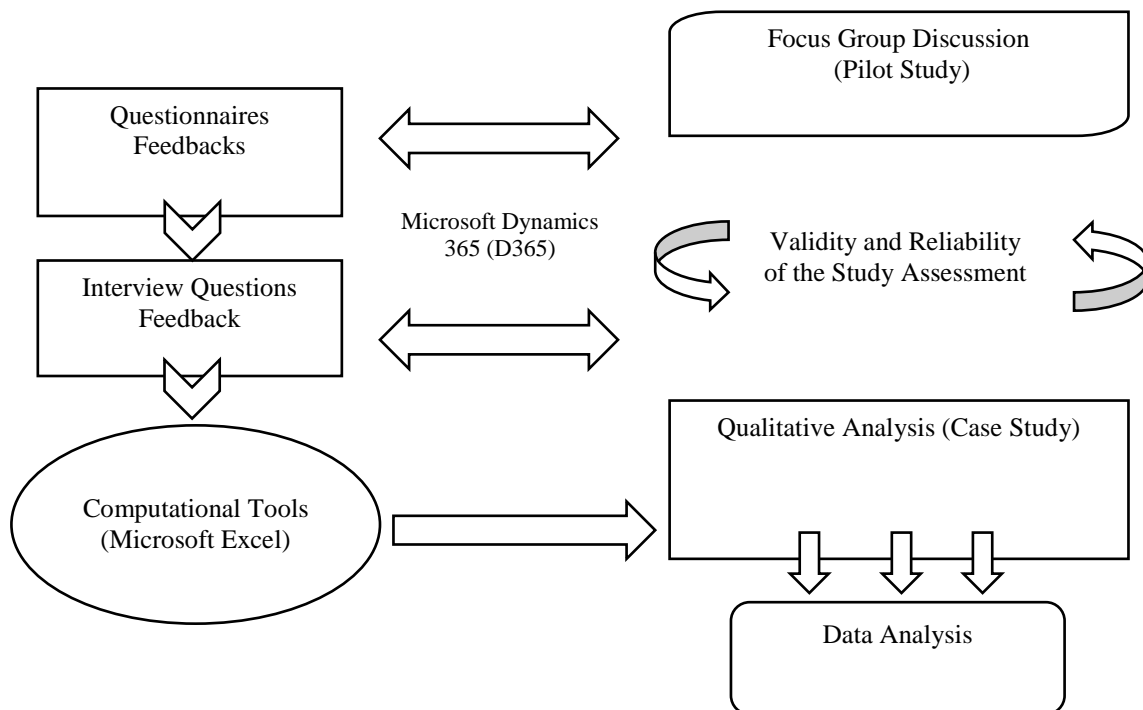 Focus Group Discussion
(Pilot Study)
Questionnaires
Feedbacks
Microsoft Dynamics
365 (D365)
Validity and Reliability
of the Study Assessment
Interview Questions
Feedback
Qualitative Analysis (Case Study)
Computational Tools
(Microsoft Excel)
Data Analysis